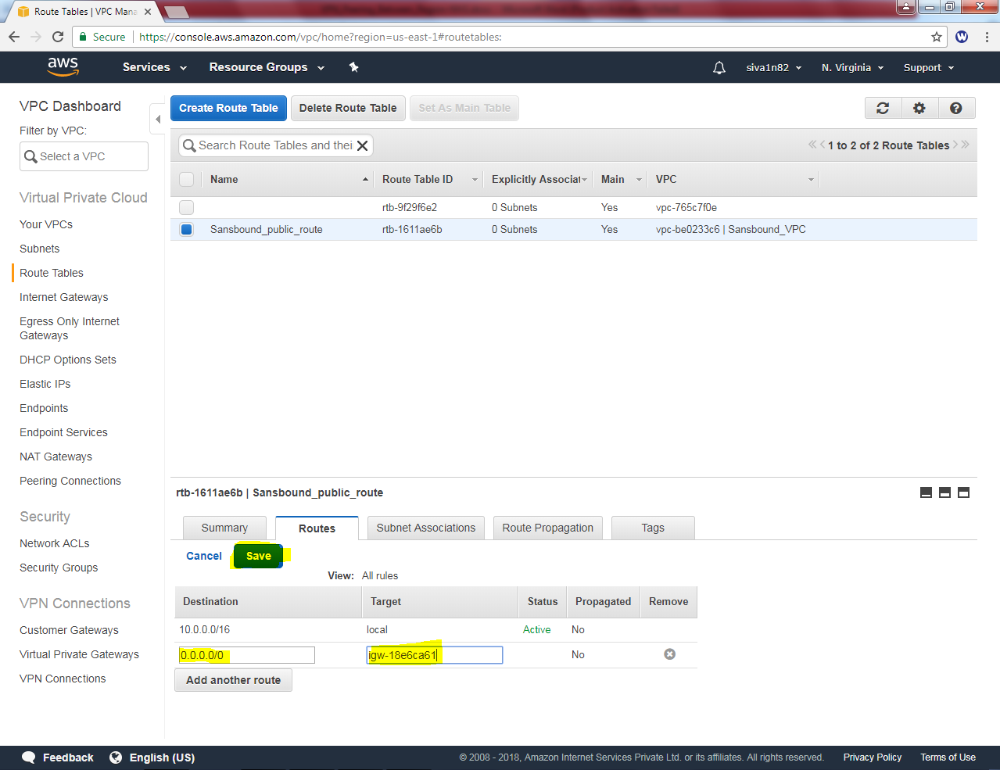 Route Tables | VPC Mana
Secure https://console.aws.amazon.com/vpc/home?region=us-east-1#routetables:
W
aws Services Resource Groups siva1n82 N. Virginia Support
VPC Dashboard
Filter by VPC:
Select a VPC
Virtual Private Cloud
Your VPCs
Subnets
Route Tables
Internet Gateways
Egress Only Internet
Gateways
DHCP Options Sets
Elastic IPs
Endpoints
Endpoint Services
NAT Gateways
Peering Connections
Security
Network ACLs
Security Groups
VPN Connections
Customer Gateways
Virtual Private Gateways
VPN Connections
Create Route Table Delete Route Table Set As Main Table
Search Route Tables and thei 1 to 2 of 2 Route Tables
Name Route Table ID Explicitly Associat Main VPC
rtb-9f29f6e2 0 Subnets Yes vpc-765c7f0e
Sansbound_public_route rtb-1611ae6b 0 Subnets Yes vpc-be0233c6 | Sansbound_VPC
rtb-1611ae6b | Sansbound_public_route
Summary Routes Subnet Associations Route Propagation Tags
Cancel Save
View: All rules
Destination Target Status Propagated Remove
10.0.0.0/16 local Active No
0.0.0.0/0 igw-18e6ca61 No
Add another route
Feedback English (US) © 2008 - 2018, Amazon Internet Services Private Ltd. or its affiliates. All rights reserved. Privacy Policy Terms of Use